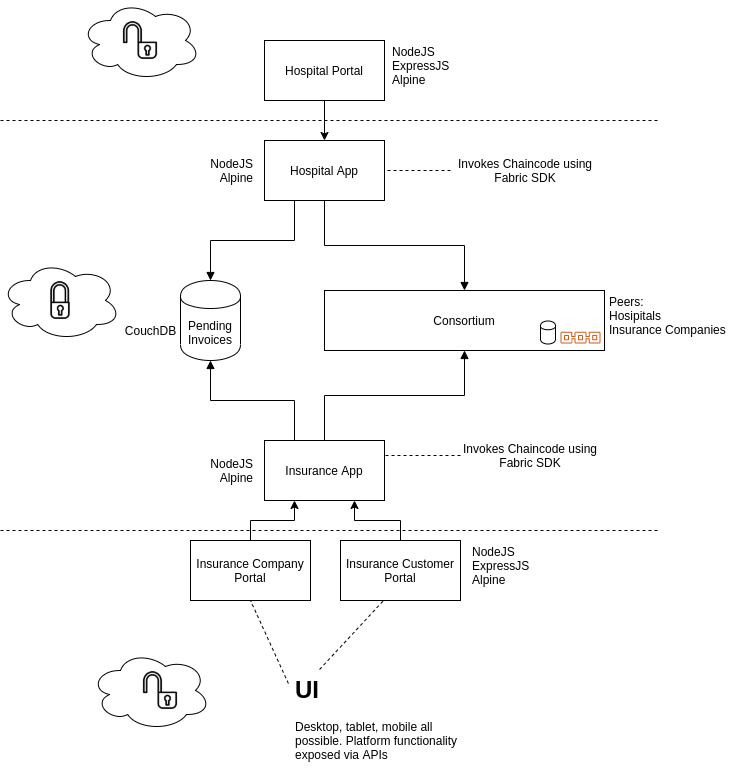 Hospital Portal
NodeJS
ExpressJS
Alpine
NodeJS
Alpine
Hospital App
Invokes Chaincode using
Fabric SDK
CouchDB
Pending
Invoices
Consortium
Peers:
Hosipitals
Insurance Companies
NodeJS
Alpine
Insurance App
Invokes Chaincode using
Fabric SDK
Insurance Company
Portal
Insurance Customer
Portal
NodeJS
ExpressJS
Alpine
UI
Desktop, tablet, mobile all
possible. Platform functionality
exposed via APIs